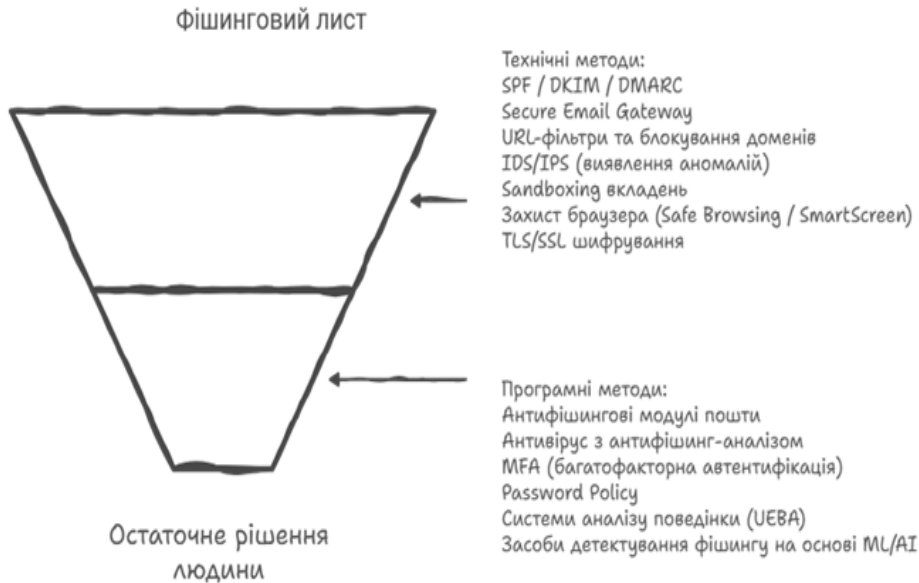 Фішинговий лист
Технічні методи:
SPF / DKIM / DMARC
Secure Email Gateway
URL-фільтри та блокування доменів
IDS/IPS (виявлення аномалій)
Sandboxing вкладень
Захист браузера (Safe Browsing / SmartScreen)
TLS/SSL шифрування
Програмні методи:
Антифішингові модулі пошти
Антивірус з антифішинг-аналізом
MFA (багатофакторна автентифікація)
Password Policy
Системи аналізу поведінки (UEBA)
Засоби детектування фішингу на основі ML/AI
Остаточне рішення
людини